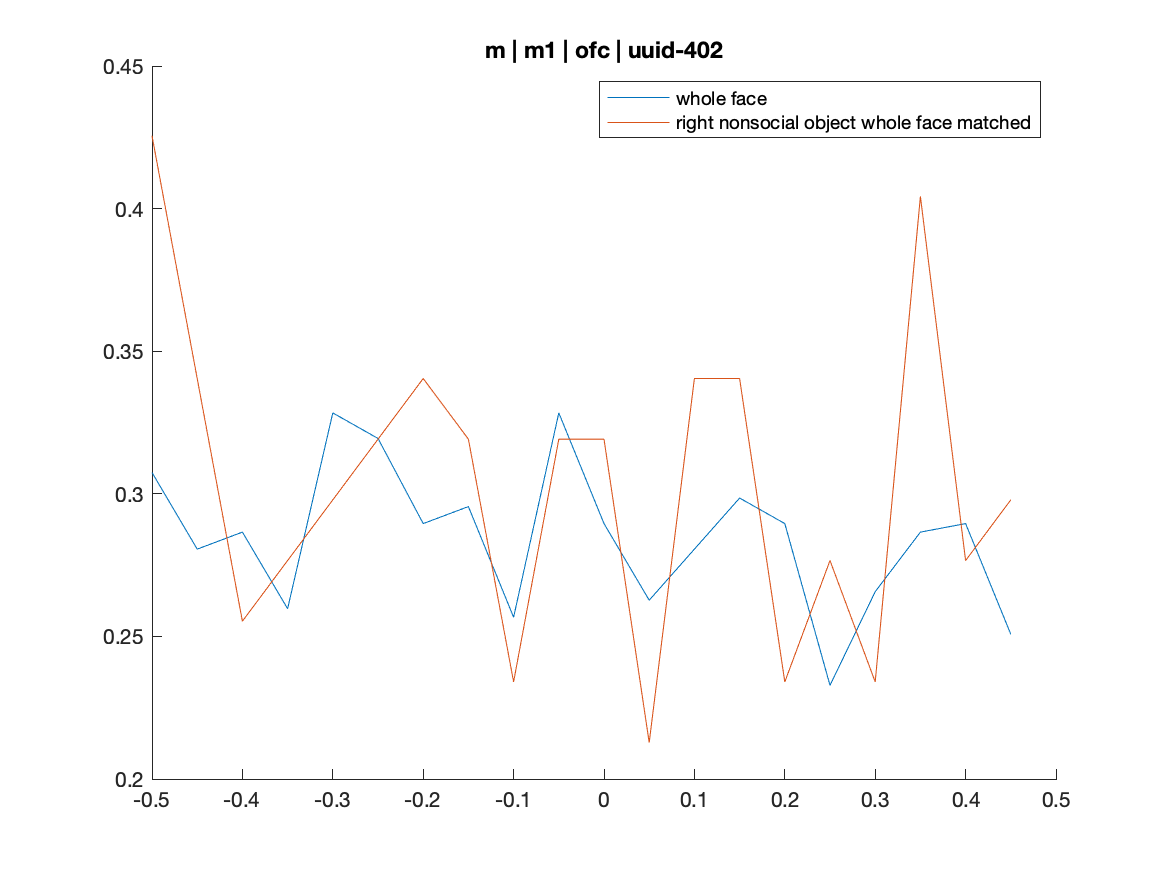 m | m1 | ofc | uuid-402
whole face
right nonsocial object whole face matched
0.45
0.4
0.35
0.3
0.25
0.2
-0.5 -0.4 -0.3 -0.2 -0.1 0 0.1 0.2 0.3 0.4 0.5